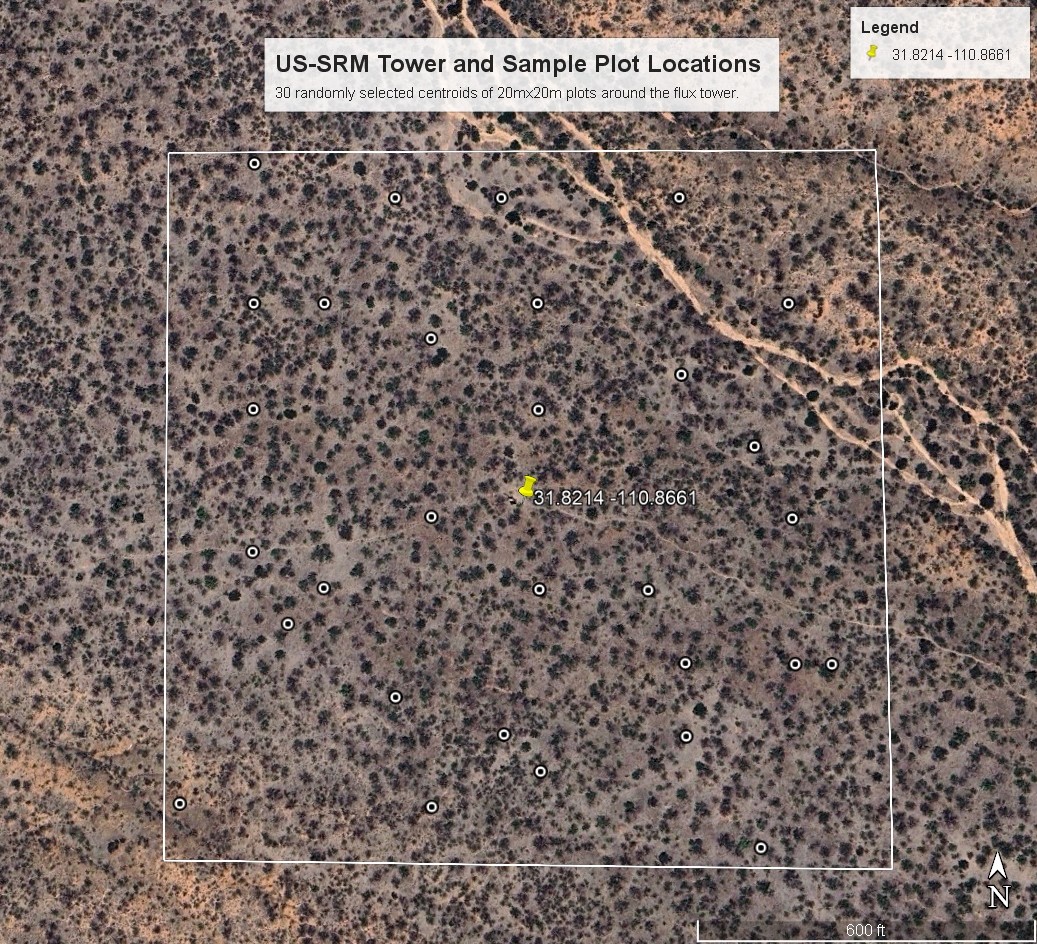 US-SRM Tower and Sample Plot Locations
30 randomly selected centroids of 20mx20m plots around the flux tower.
Legend
31.8214 -110.8661
31.8214 -110.8661
N
600 ft